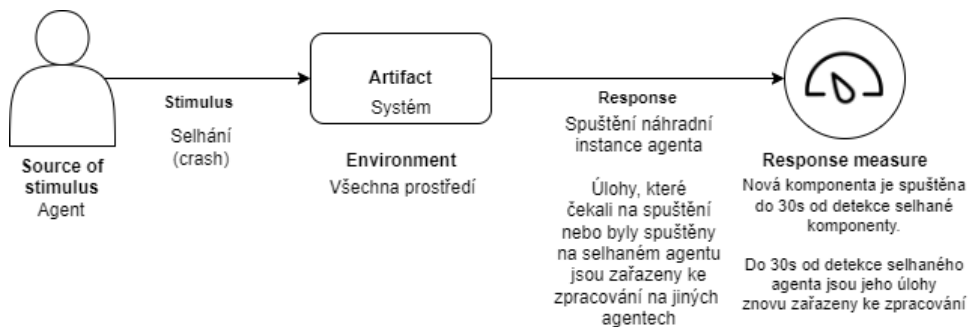 Source of
stimulus
Agent
Stimulus
Selhání
(crash)
Artifact
Systém
Environment
Všechna prostředí
Response
Spuštění náhradní
instance agenta
Úlohy, které
čekali na spuštění
nebo byly spuštěny
na selhaném agentu
jsou zařazeny ke
zpracování na jiných
agentech
Response measure
Nová komponenta je spuštěna
do 30s od detekce selhané
komponenty.
Do 30s od detekce selhaného
agenta jsou jeho úlohy
znovu zařazeny ke zpracování